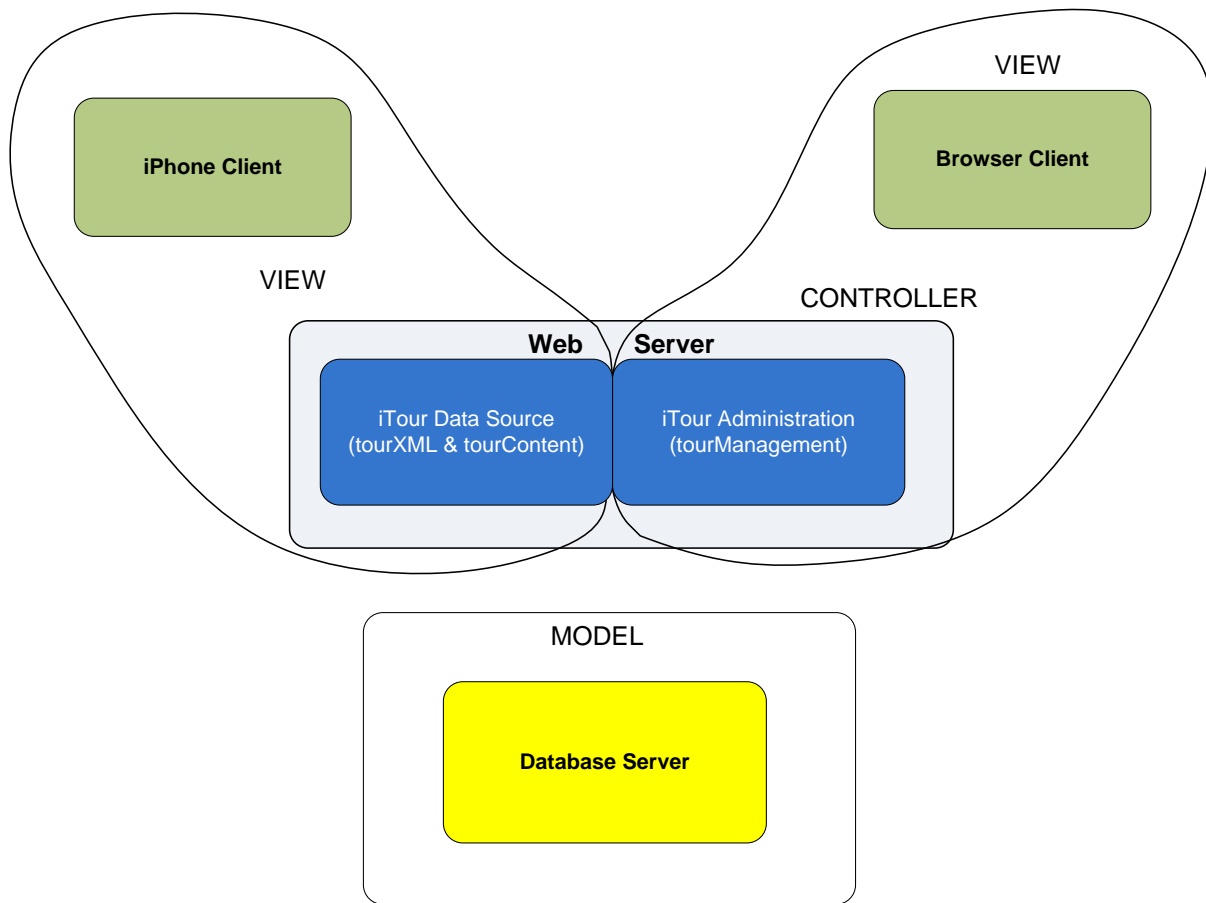 VIEW
Browser Client
iPhone Client
VIEW
CONTROLLER
Web Server
iTour Data Source
(tourXML & tourContent)
iTour Administration
(tourManagement)
MODEL
Database Server